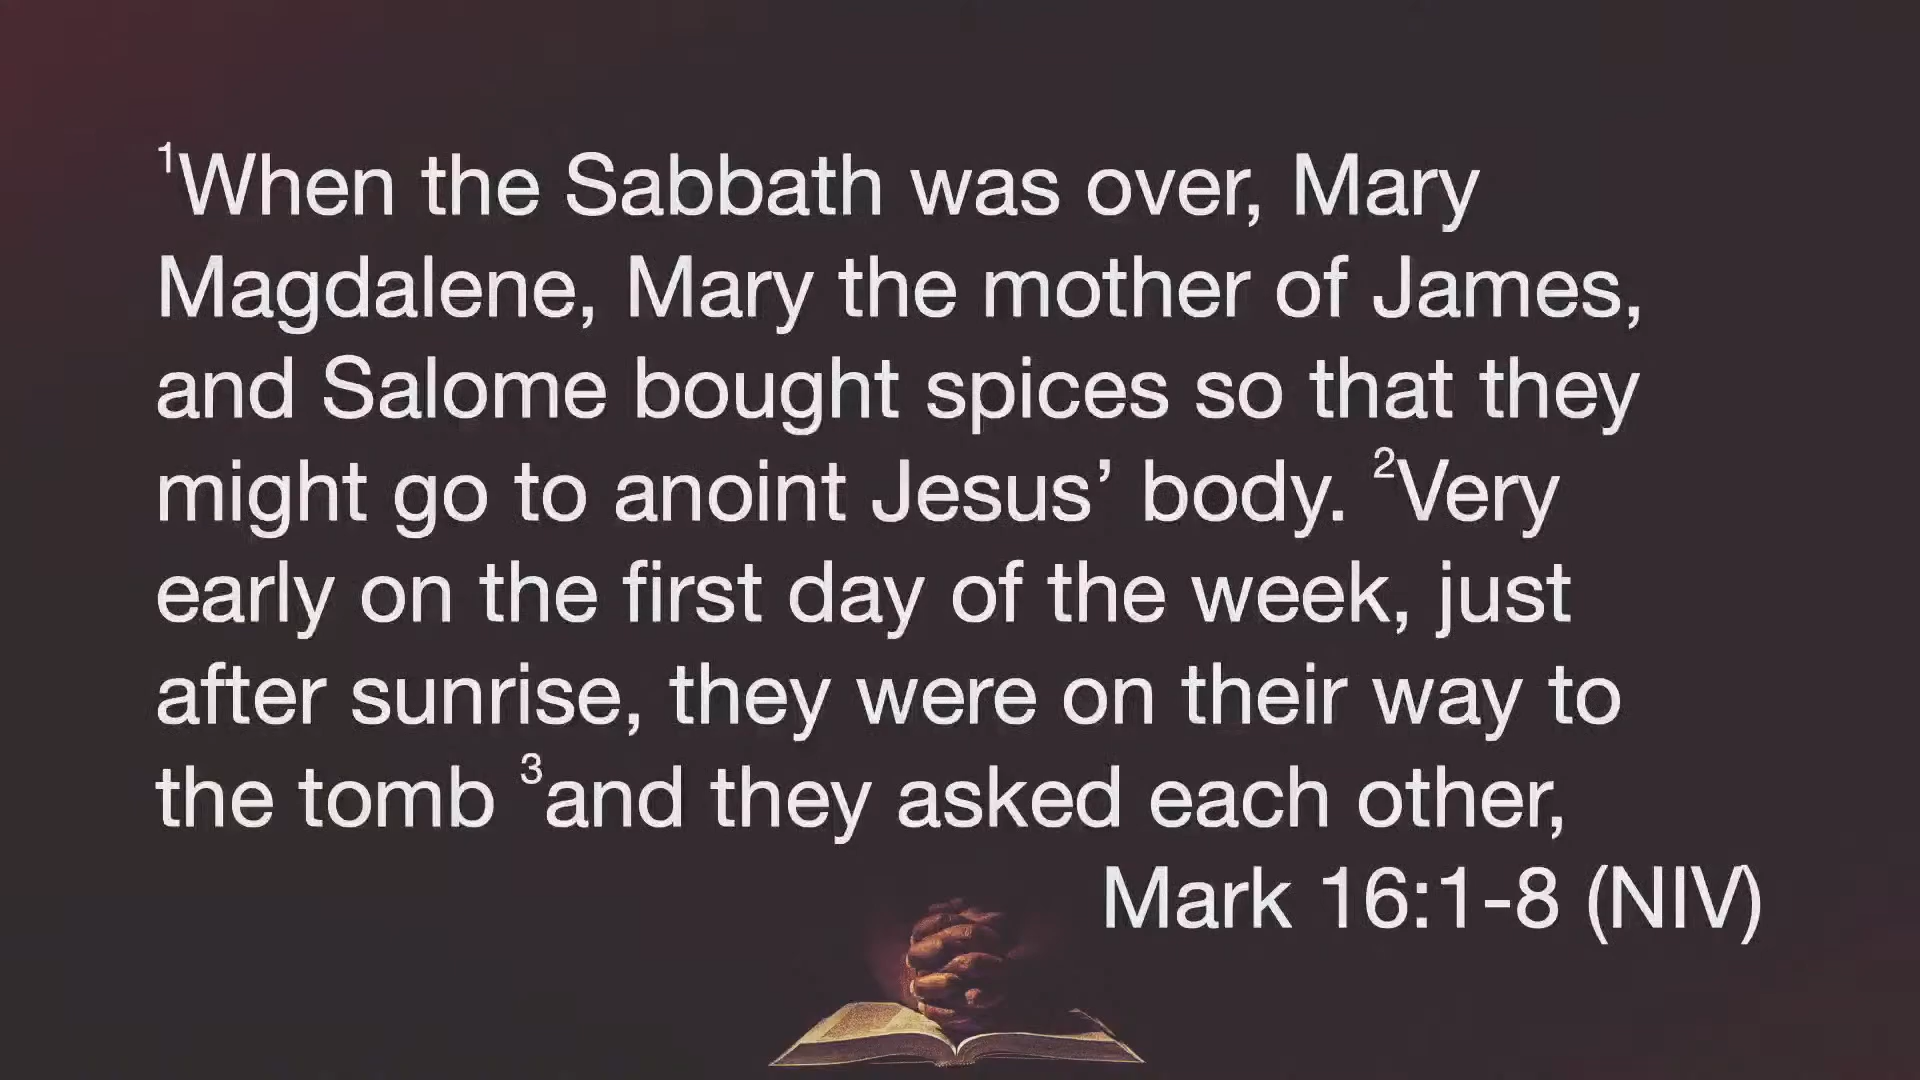 ¹When the Sabbath was over, Mary
Magdalene, Mary the mother of James,
and Salome bought spices so that they
might go to anoint Jesus’ body. ²Very
early on the first day of the week, just
after sunrise, they were on their way to
the tomb ³and they asked each other,
Mark 16:1-8 (NIV)